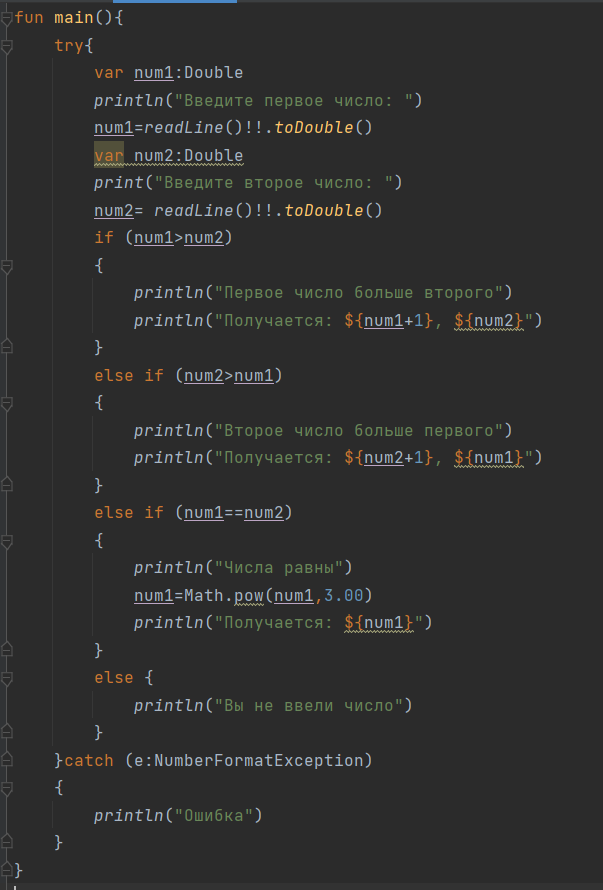 fun main(){
    try{
        var num1:Double
        println("Введите первое число: ")
        num1=readLine()!!.toDouble()
        var num2:Double
        print("Введите второе число: ")
        num2= readLine()!!.toDouble()
        if (num1>num2)
        {
            println("Первое число больше второго")
            println("Получается: ${num1+1}, ${num2}")
        }
        else if (num2>num1)
        {
            println("Второе число больше первого")
            println("Получается: ${num2+1}, ${num1}")
        }
        else if (num1==num2)
        {
            println("Числа равны")
            num1=Math.pow(num1,3.00)
            println("Получается: ${num1}")
        }
        else {
            println("Вы не ввели число")
        }
    }catch (e:NumberFormatException)
    {
        println("Ошибка")
    }
}